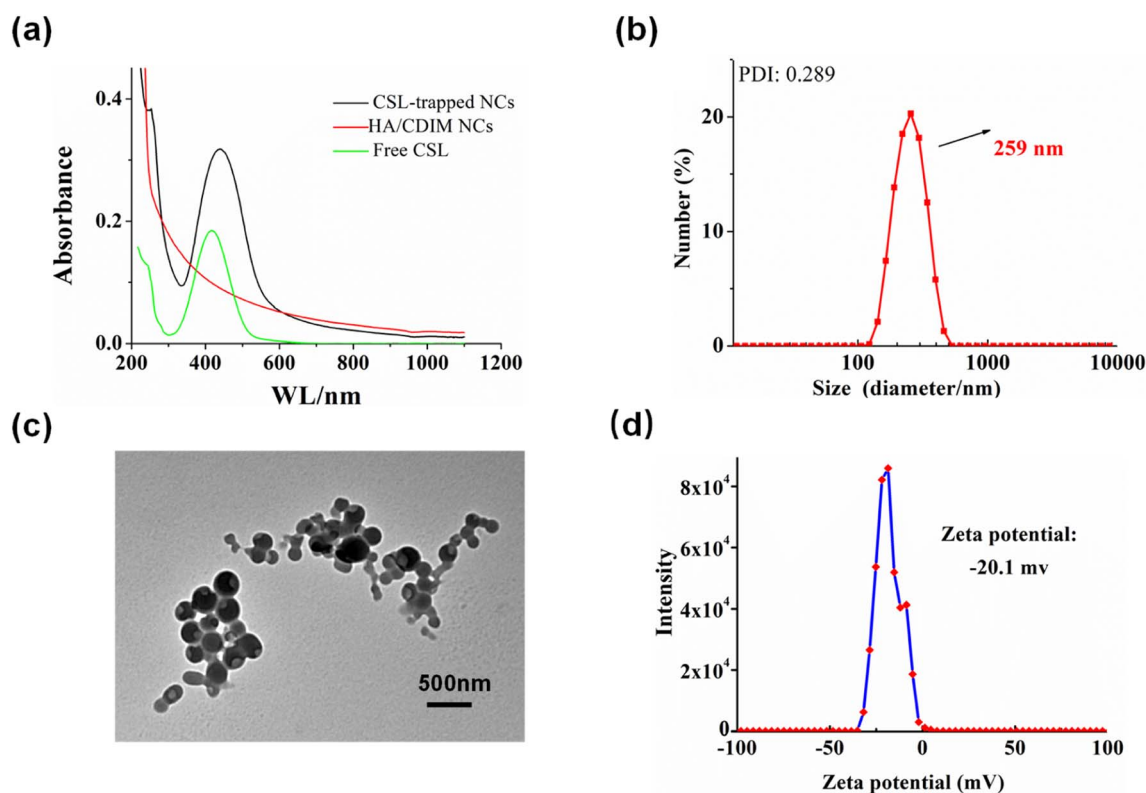 (a)
0.4
0.2
0.0
Absorbance
200 400 600 800 1000 1200
WL/nm
CSL-trapped NCs
HA/CDIM NCs
Free CSL
(b)
PDI: 0.289
20
10
0
Number (%)
259 nm
100 1000 10000
Size (diameter/nm)
(c)
500nm
(d)
8x10⁴
6x10⁴
4x10⁴
2x10⁴
0
Intensity
Zeta potential:
-20.1 mv
-100 -50 0 50 100
Zeta potential (mV)